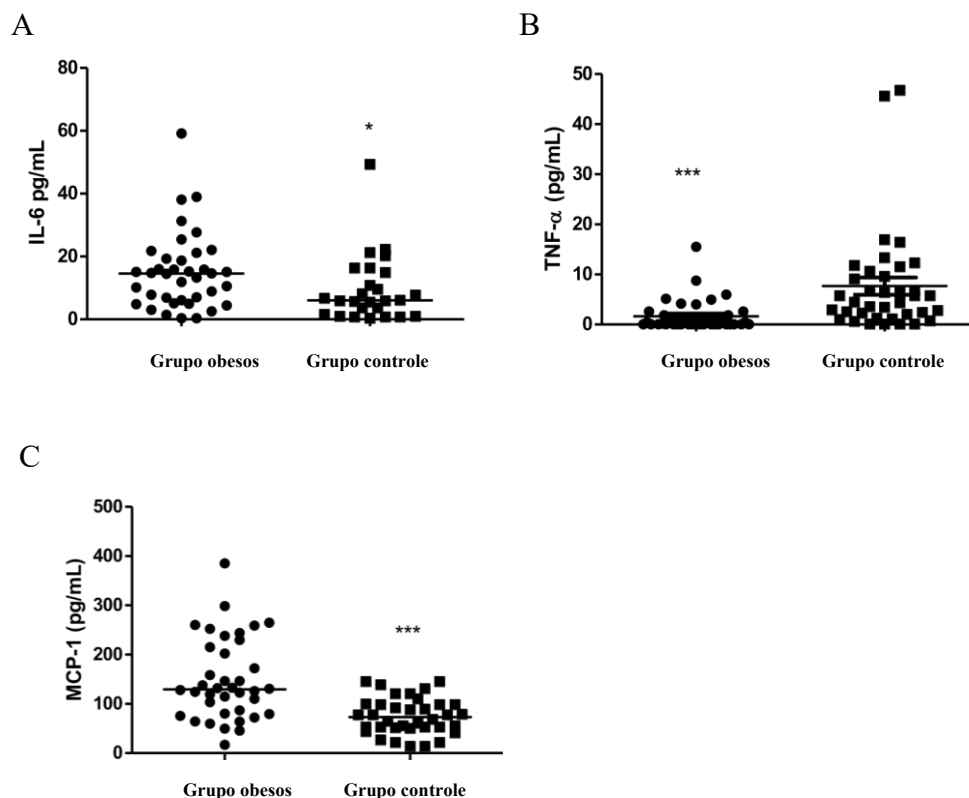 A
IL-6 pg/mL
80
60
40
20
0
*
Grupo obesos
Grupo controle
B
TNF-α (pg/mL)
50
40
30
20
10
0
***
Grupo obesos
Grupo controle
C
MCP-1 (pg/mL)
500
400
300
200
100
0
***
Grupo obesos
Grupo controle